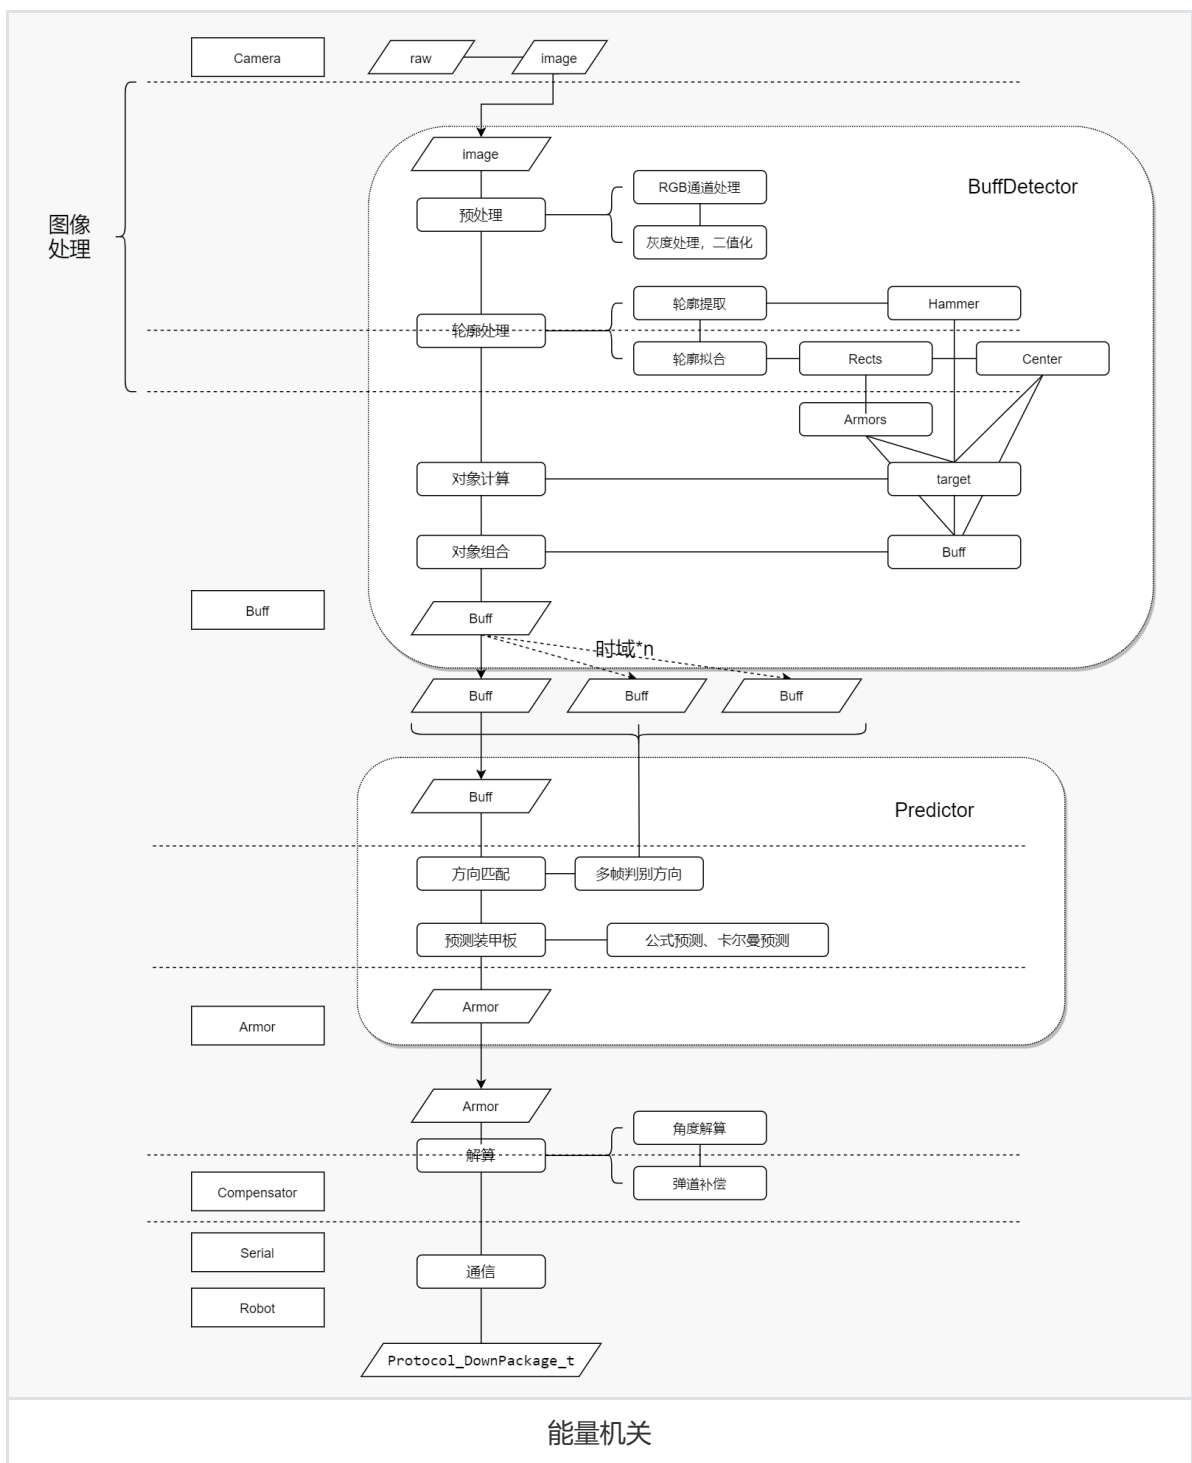 Camera
raw
image
image
BuffDetector
RGB通道处理
预处理
图像
处理
灰度处理，二值化
轮廓提取
Hammer
轮廓处理
轮廓拟合
Rects
Center
Armors
对象计算
target
对象组合
Buff
Buff
Buff
时域*n
Buff
Buff
Buff
Buff
Predictor
方向匹配
多帧判别方向
预测装甲板
公式预测、卡尔曼预测
Armor
Armor
Armor
角度解算
解算
弹道补偿
Compensator
Serial
通信
Robot
Protocol_DownPackage_t
能量机关